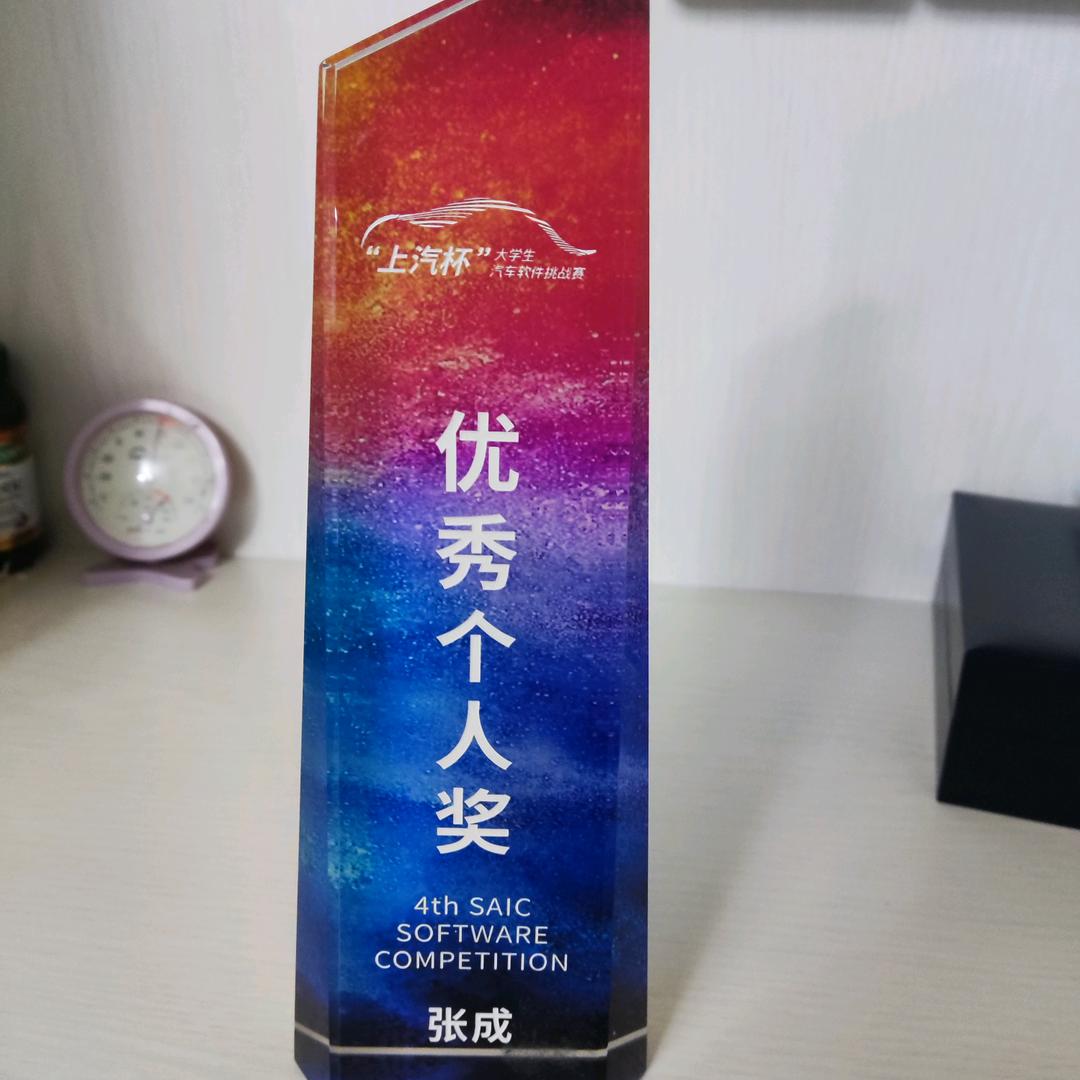 “上汽杯”大学生
汽车软件挑战赛
优
秀
个
人
奖
4th SAIC
SOFTWARE
COMPETITION
张成